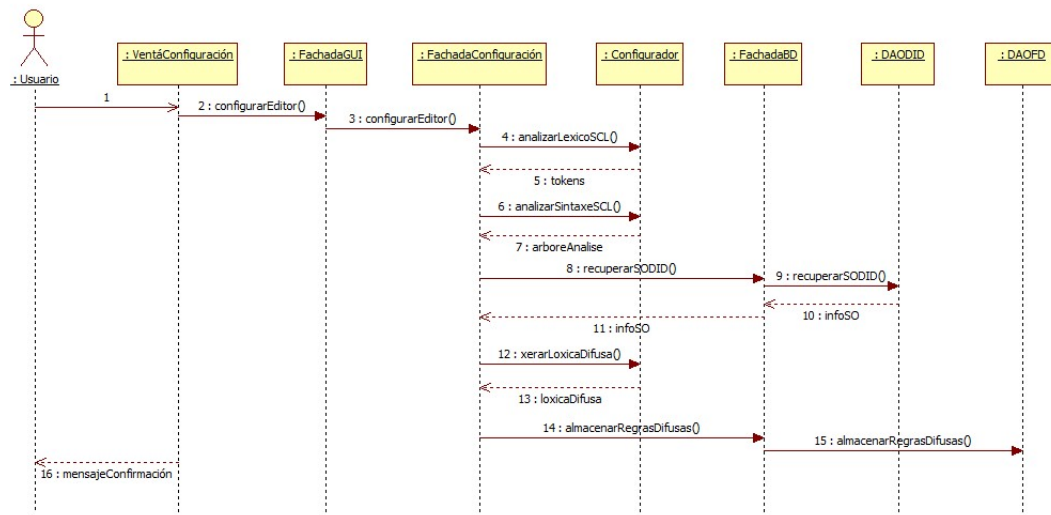 : VentáConfiguración
: FachadaGUI
: FachadaConfiguración
: Configurador
: FachadaBD
: DAODID
: DAOFD
: Usuario
1
2 : configurarEditor()
3 : configurarEditor()
4 : analizarLexicoSCL()
5 : tokens
6 : analizarSintaxeSCL()
7 : arboreAnalise
8 : recuperarSODID()
9 : recuperarSODID()
10 : infoSO
11 : infoSO
12 : xerarLoxicaDifusa()
13 : loxicaDifusa
14 : almacenarRegrasDifusas()
15 : almacenarRegrasDifusas()
16 : mensajeConfirmación